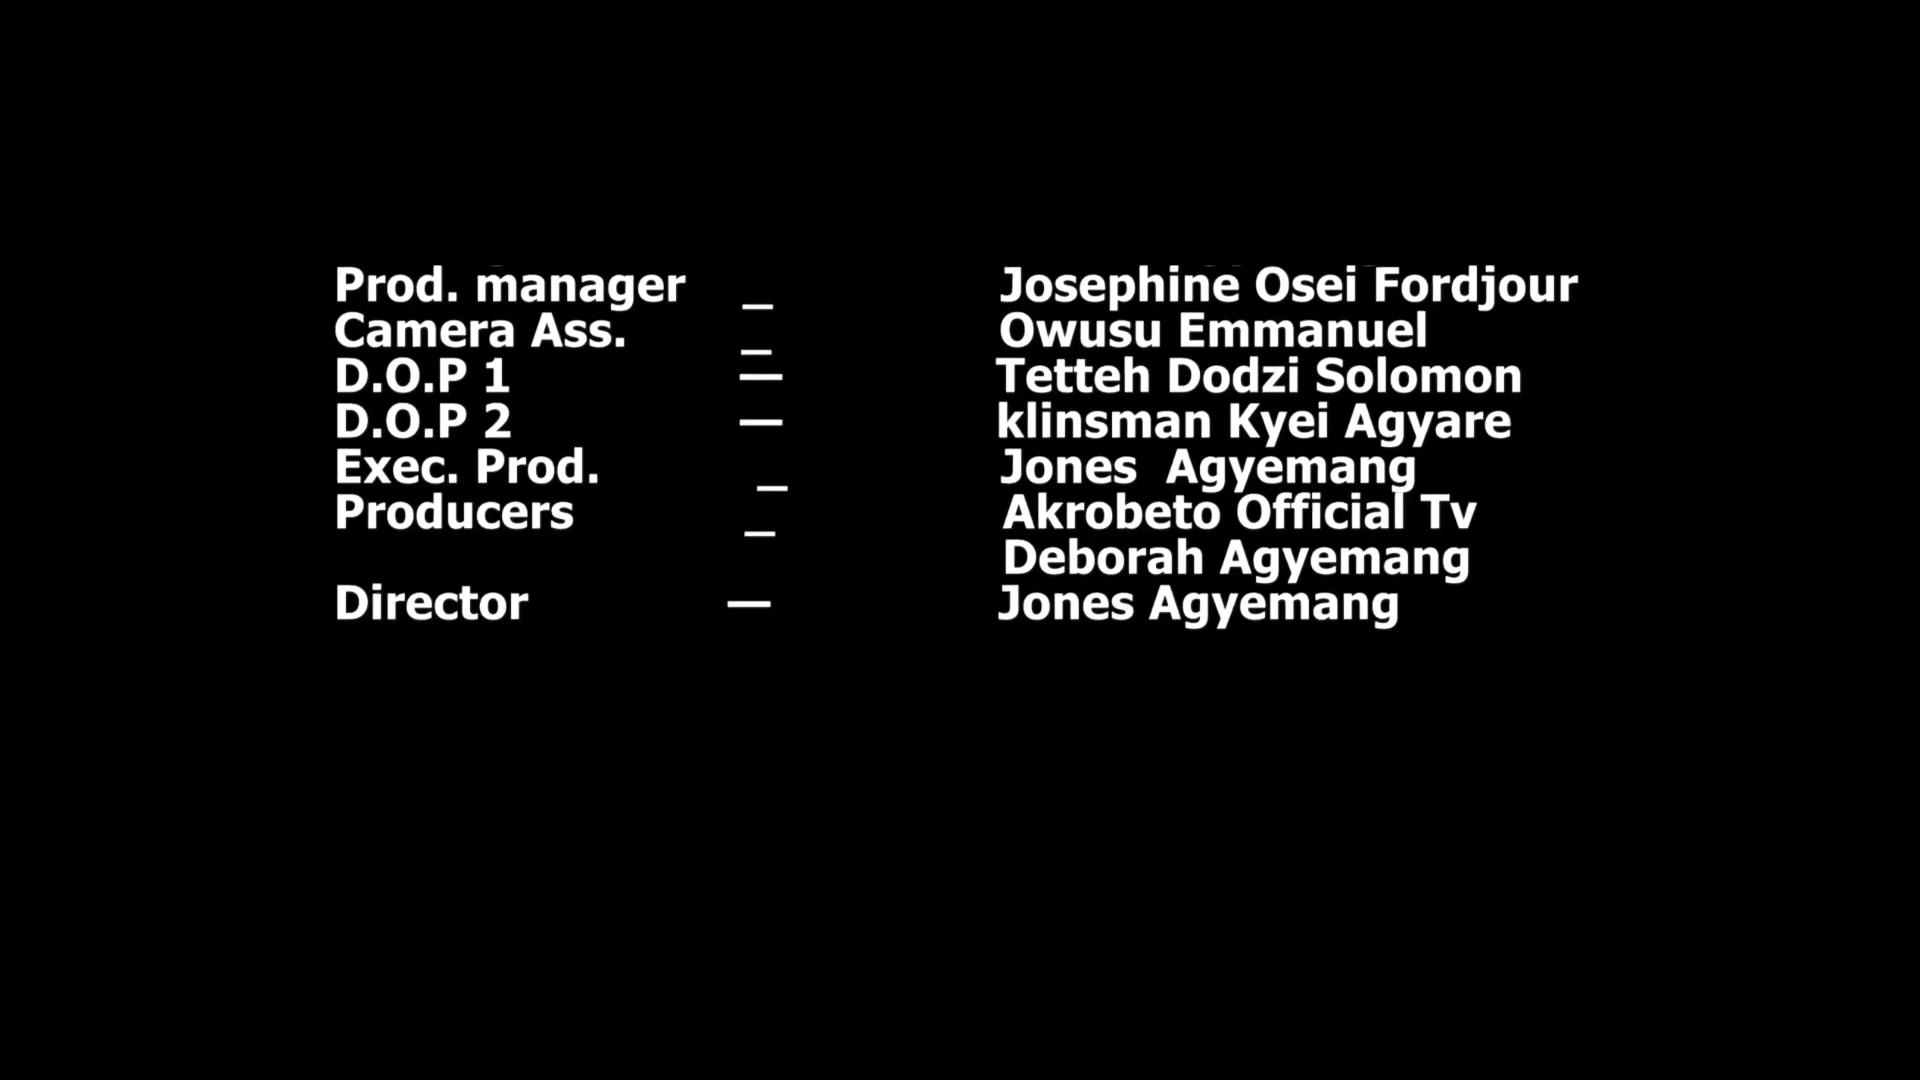 Prod. manager _ Josephine Osei Fordjour
Camera Ass. _ Owusu Emmanuel
D.O.P 1 — Tetteh Dodzi Solomon
D.O.P 2 — klinsman Kyei Agyare
Exec. Prod. _ Jones  Agyemang
Producers _ Akrobeto Official Tv
Deborah Agyemang
Director — Jones Agyemang